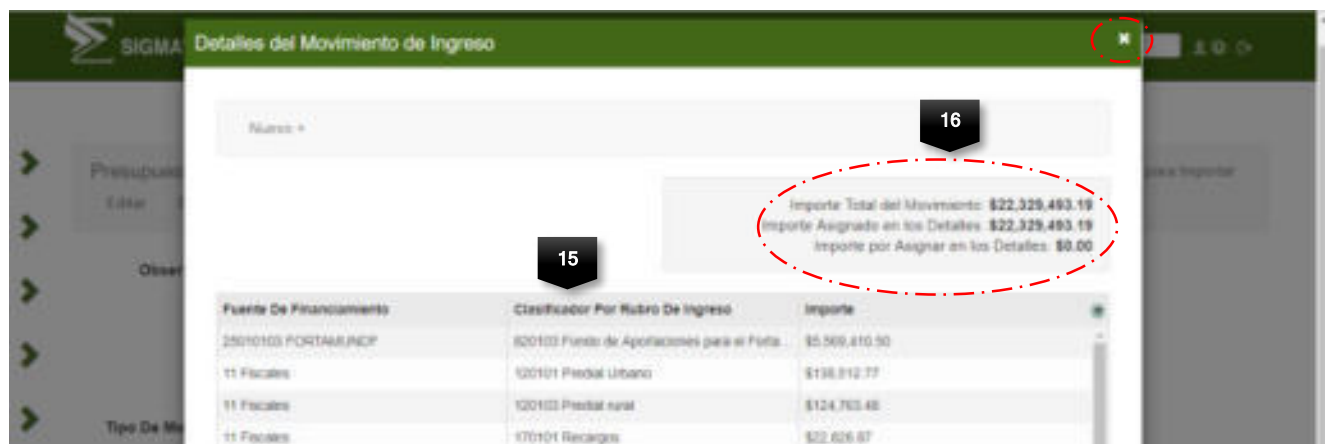 SIGMA
Detalles del Movimiento de Ingreso
Nuevo +
16
Presupues
para Importar
Editar
Importe Total del Movimiento: $22,329,493.19
Importe Asignado en los Detalles: $22,329,493.19
Importe por Asignar en los Detalles: $0.00
15
Obser
Fuente De Financiamiento Clasificador Por Rubro De Ingreso Importe
25010103 FORTAMUNDF 820103 Fondo de Aportaciones para el Forta... $5,569,410.50
11 Fiscales 120101 Predial Urbano
11 Fiscales 120103 Predial rural $124,763.48
Tipo De Mo
11 Fiscales 170101 Recargos $22,626.87